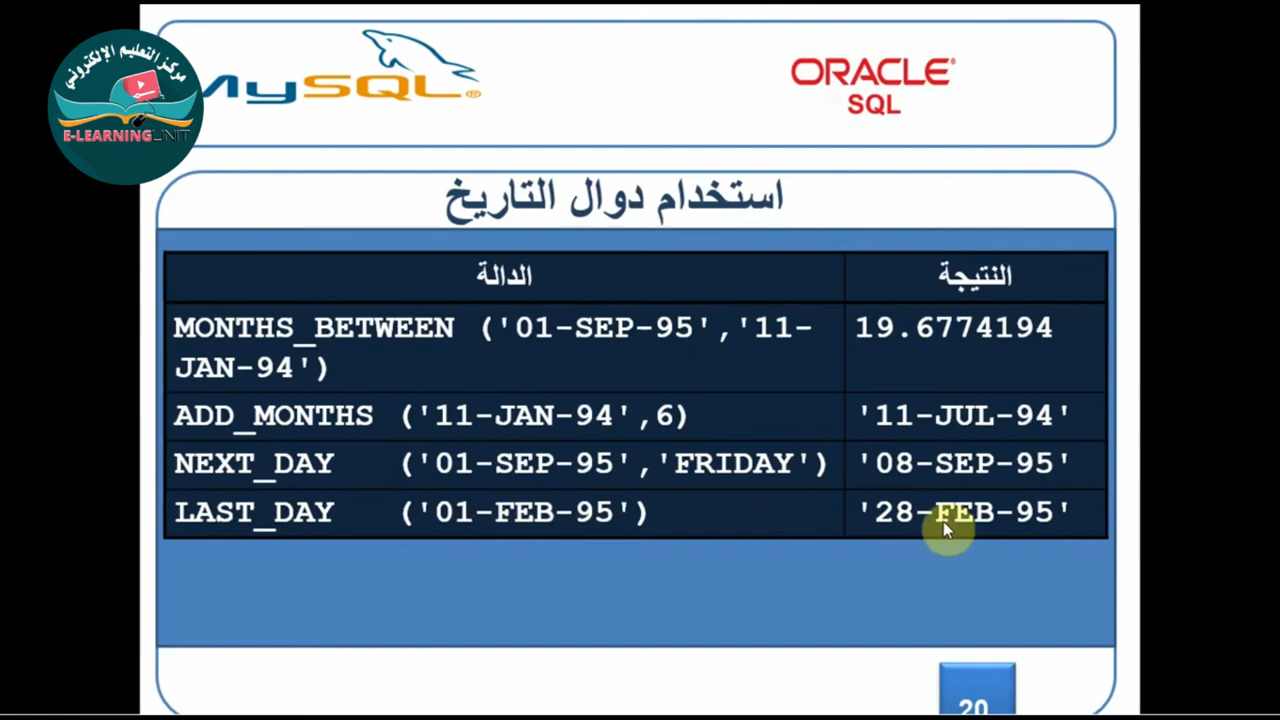 مركز التعليم الإلكتروني
E-LEARNING UNIT
MySQL®
ORACLE®
SQL
استخدام دوال التاريخ
الدالة النتيجة
MONTHS_BETWEEN ('01-SEP-95','11- 19.6774194
JAN-94')
ADD_MONTHS ('11-JAN-94',6) '11-JUL-94'
NEXT_DAY ('01-SEP-95','FRIDAY') '08-SEP-95'
LAST_DAY ('01-FEB-95') '28-FEB-95'
20